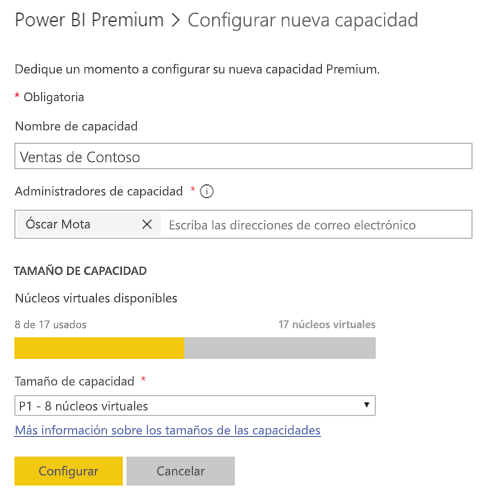 Power BI Premium > Configurar nueva capacidad
Dedique un momento a configurar su nueva capacidad Premium.
* Obligatoria
Nombre de capacidad
Ventas de Contoso
Administradores de capacidad *
Óscar Mota
Escriba las direcciones de correo electrónico
TAMAÑO DE CAPACIDAD
Núcleos virtuales disponibles
8 de 17 usados 17 núcleos virtuales
Tamaño de capacidad *
P1 - 8 núcleos virtuales
Más información sobre los tamaños de las capacidades
Configurar Cancelar